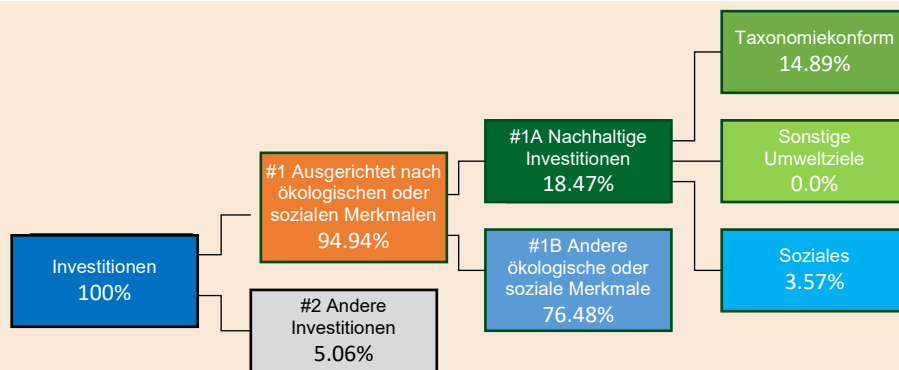 Investitionen
100%
#1 Ausgerichtet nach
ökologischen oder
sozialen Merkmalen
94.94%
#2 Andere
Investitionen
5.06%
#1A Nachhaltige
Investitionen
18.47%
#1B Andere
ökologische oder
soziale Merkmale
76.48%
Taxonomiekonform
14.89%
Sonstige
Umweltziele
0.0%
Soziales
3.57%